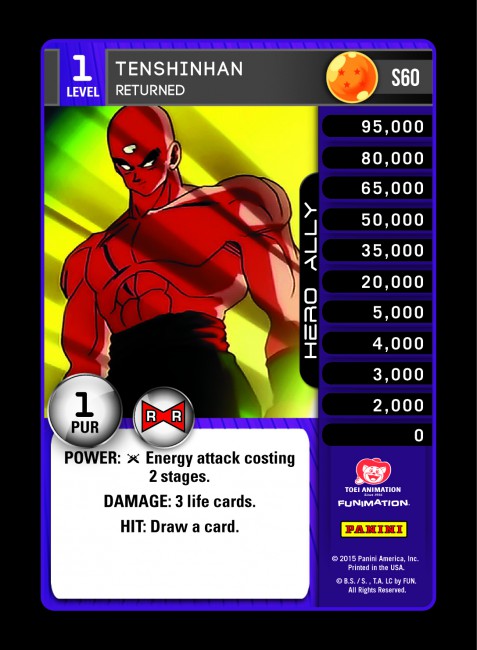 1
LEVEL
TENSHINHAN
RETURNED
S60
95,000
80,000
65,000
50,000
35,000
20,000
5,000
4,000
3,000
2,000
0
HERO ALLY
1
PUR
R R
POWER: Energy attack costing
2 stages.
DAMAGE: 3 life cards.
HIT: Draw a card.
TOEI ANIMATION
Since 1956
FUNIMATION
PANINI
© 2015 Panini America, Inc.
Printed in the USA.
© B.S. / S. , T.A. LC by FUN.
All Rights Reserved.